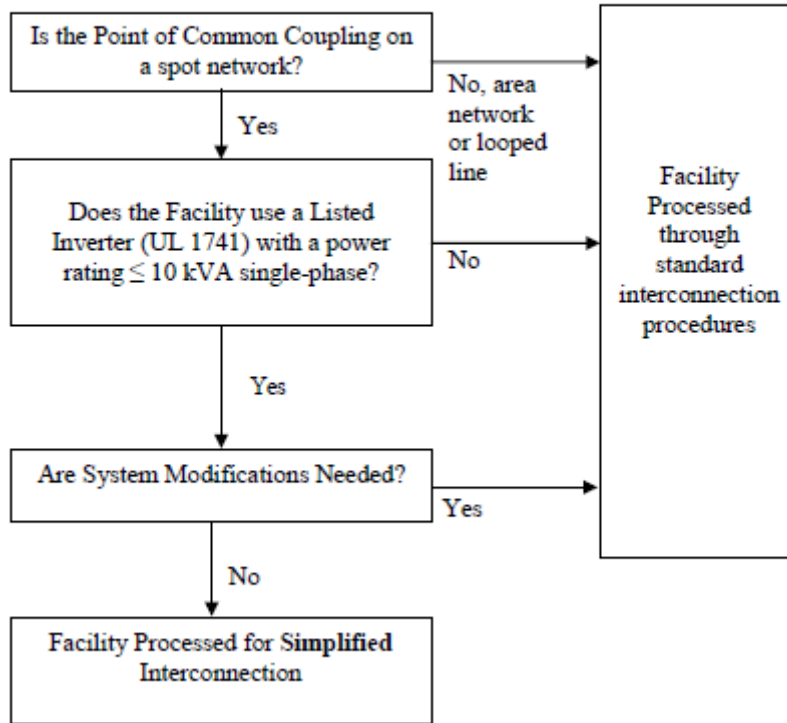 Is the Point of Common Coupling on
a spot network?
No, area
network
or looped
line
Yes
Does the Facility use a Listed
Inverter (UL 1741) with a power
rating ≤ 10 kVA single-phase?
No
Facility
Processed
through
standard
interconnection
procedures
Yes
Are System Modifications Needed?
Yes
No
Facility Processed for Simplified
Interconnection